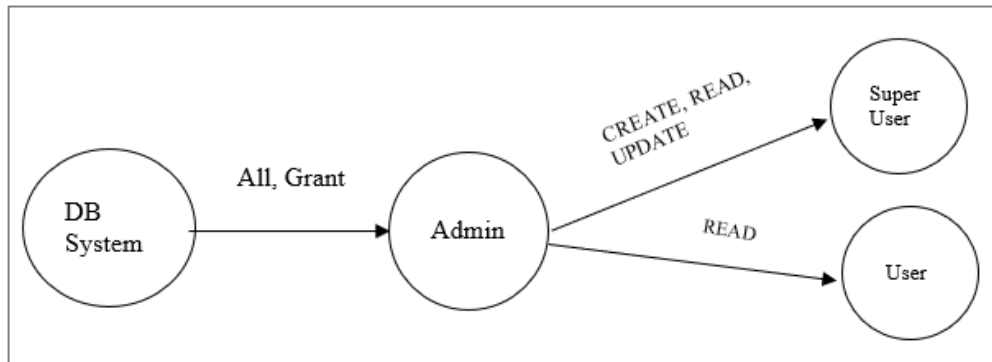 DB
System
All, Grant
Admin
CREATE, READ,
UPDATE
READ
Super
User
User